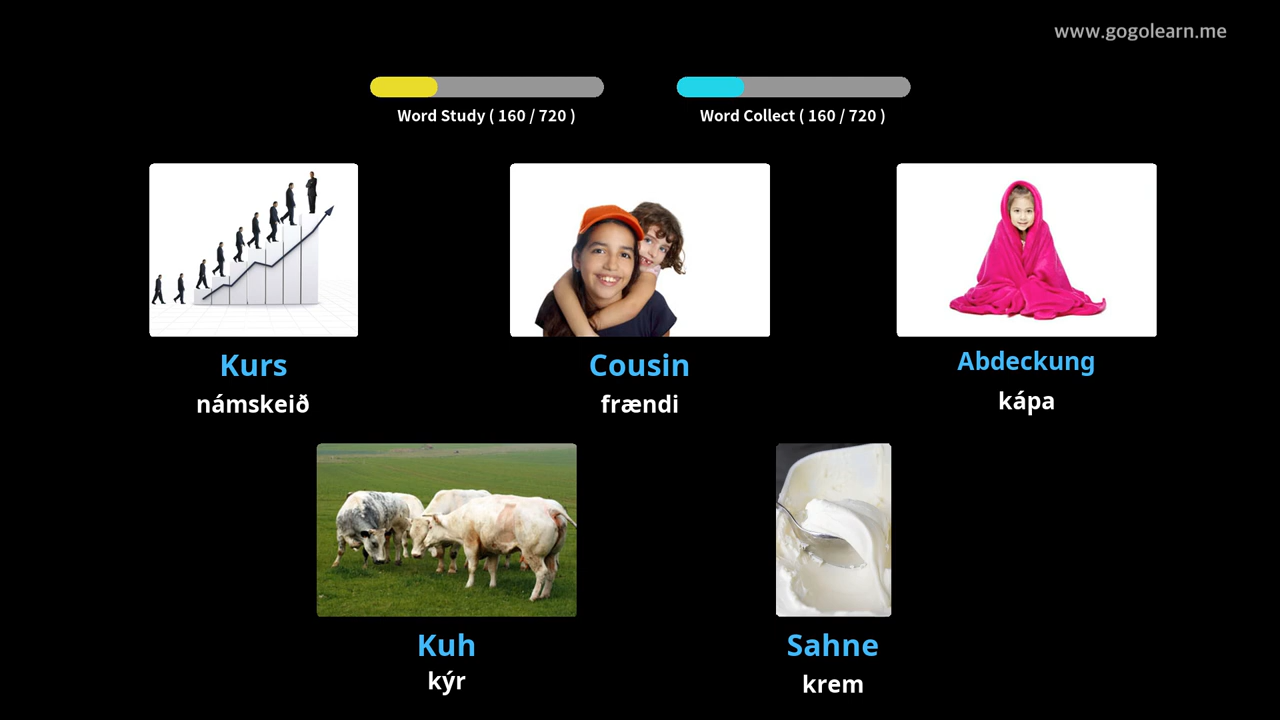 www.gogolearn.me
Word Study ( 160 / 720 )
Word Collect ( 160 / 720 )
Kurs
námskeið
Cousin
frændi
Abdeckung
kápa
Kuh
kýr
Sahne
krem